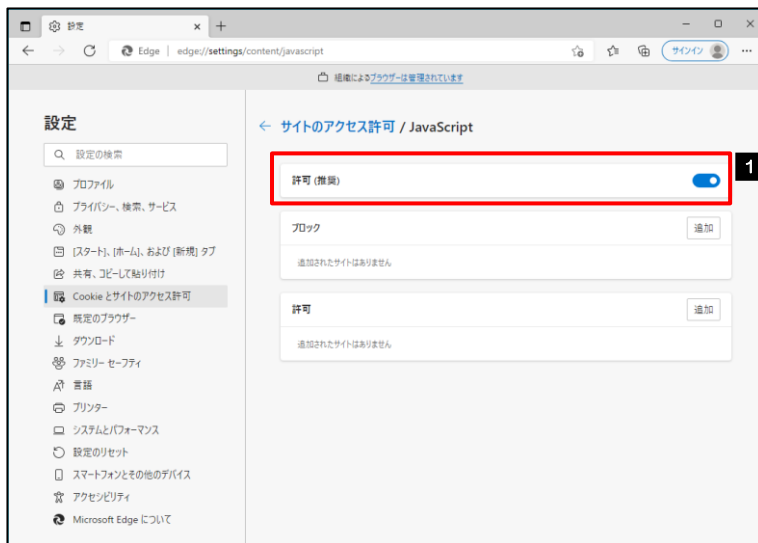 設定
Edge | edge://settings/content/javascript
サインイン
組織によるブラウザーは管理されています
設定
設定の検索
プロファイル
プライバシー、検索、サービス
外観
[スタート]、[ホーム]、および [新規] タブ
共有、コピーして貼り付け
Cookie とサイトのアクセス許可
既定のブラウザー
ダウンロード
ファミリー セーフティ
言語
プリンター
システムとパフォーマンス
設定のリセット
スマートフォンとその他のデバイス
アクセシビリティ
Microsoft Edge について
サイトのアクセス許可 / JavaScript
許可 (推奨)
1
ブロック
追加
追加されたサイトはありません
許可
追加
追加されたサイトはありません